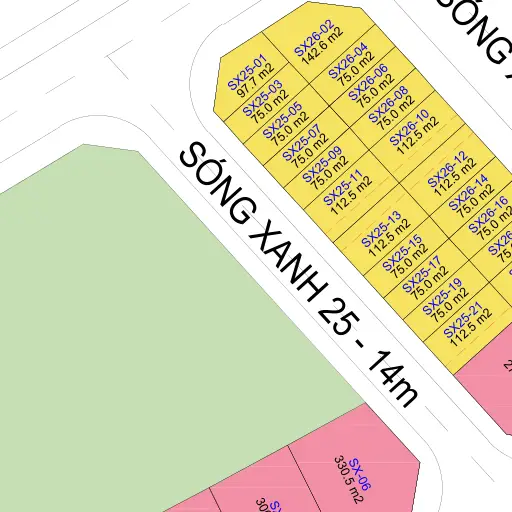 SÓNG X
SX26-02
142.6 m2
SX25-01
97.7 m2
SX26-04
75.0 m2
SX25-03
75.0 m2
SX26-06
75.0 m2
SX25-05
75.0 m2
SX26-08
75.0 m2
SX25-07
75.0 m2
SX26-10
112.5 m2
SX25-09
75.0 m2
SX25-11
112.5 m2
SX26-12
112.5 m2
SX26-14
75.0 m2
SX25-13
112.5 m2
SX26-16
75.0 m2
SX25-15
75.0 m2
SX25-17
75.0 m2
SX25-19
75.0 m2
SX25-21
112.5 m2
SÓNG XANH 25 - 14m
SX-06
330.5 m2